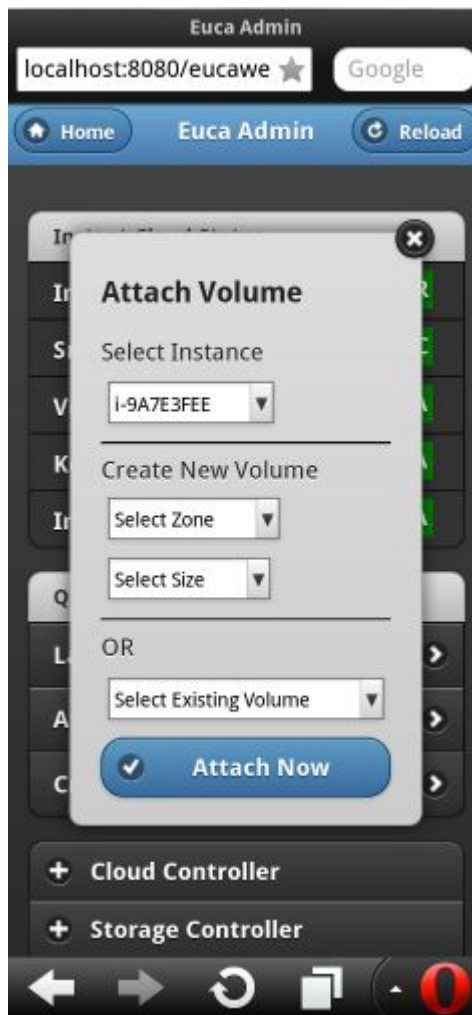 Euca Admin
localhost:8080/eucawe Google
Home Euca Admin Reload
Attach Volume
Select Instance
i-9A7E3FEE
Create New Volume
Select Zone
Select Size
OR
Select Existing Volume
Attach Now
Cloud Controller
Storage Controller